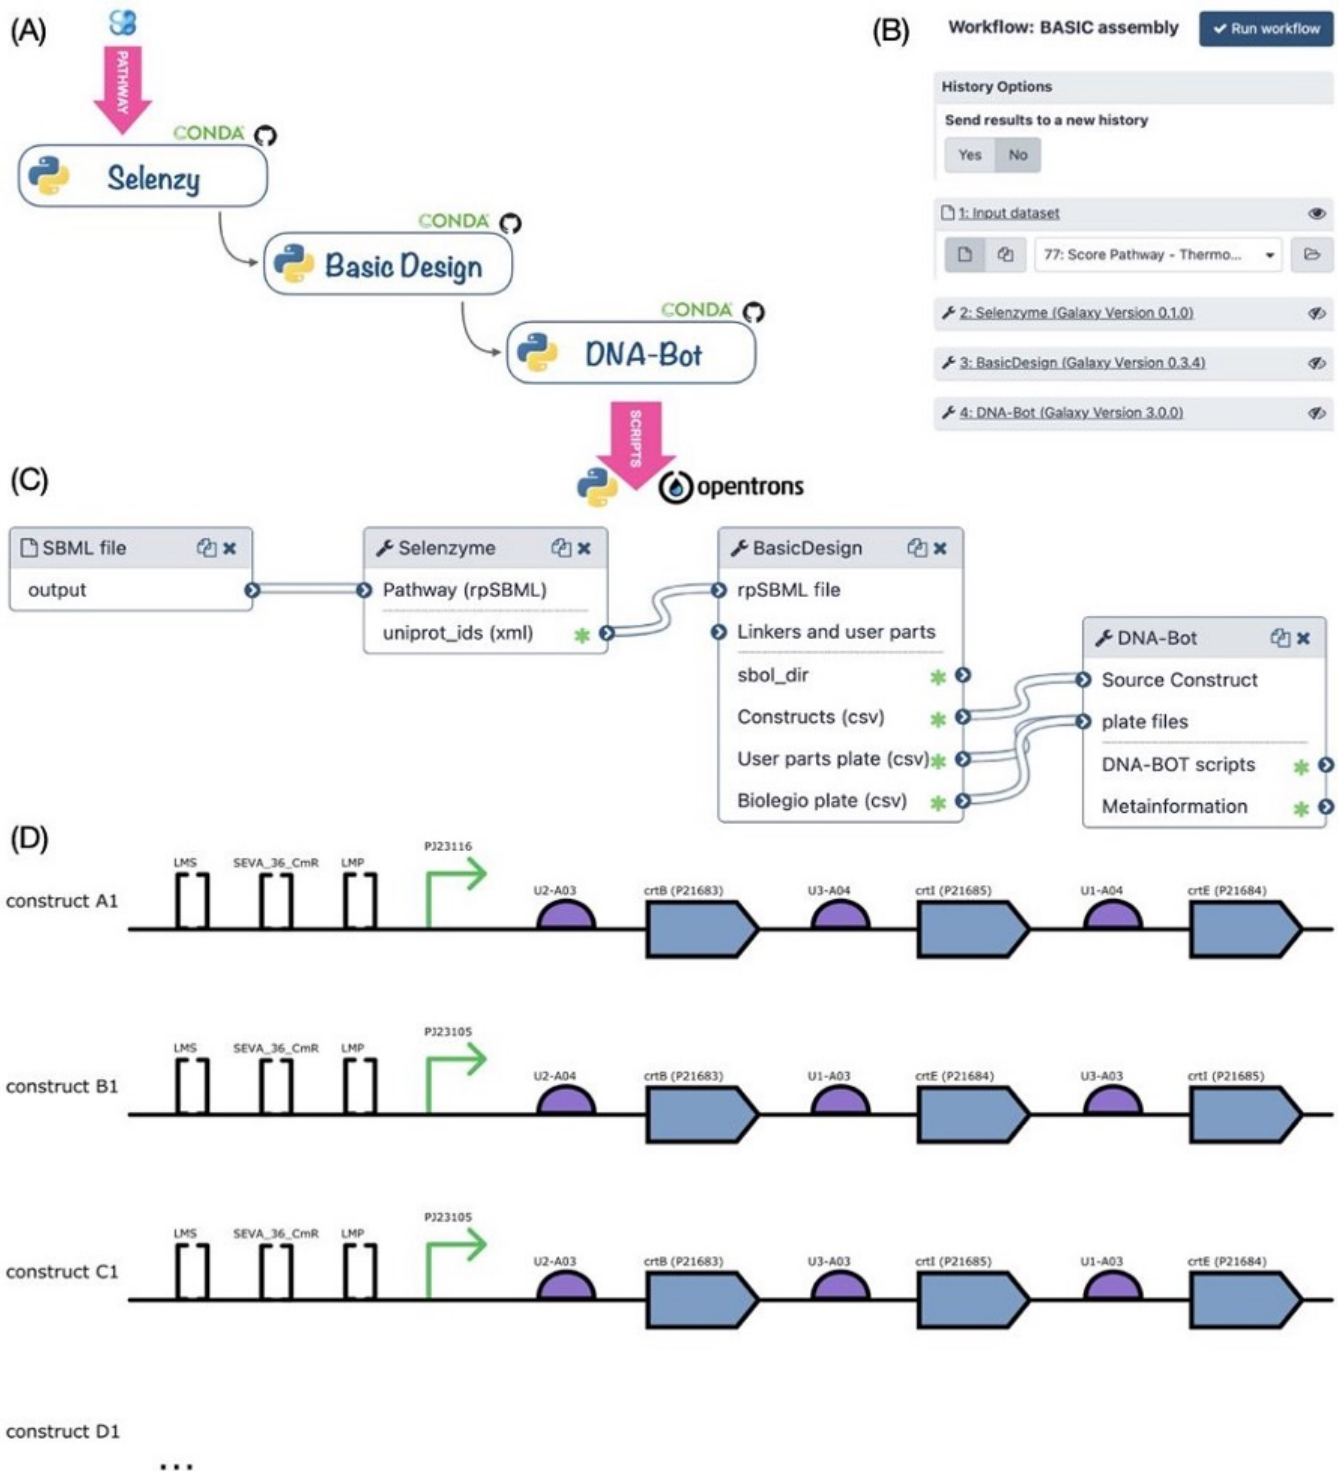 (A)
PATHWAY
CONDA
Selenzy
CONDA
Basic Design
CONDA
DNA-Bot
SCRIPTS
opentrons
(B)
Workflow: BASIC assembly
Run workflow
History Options
Send results to a new history
Yes No
1: Input dataset
77: Score Pathway - Thermo...
2: Selenzyme (Galaxy Version 0.1.0)
3: BasicDesign (Galaxy Version 0.3.4)
4: DNA-Bot (Galaxy Version 3.0.0)
(C)
SBML file
output
Selenzyme
Pathway (rpSBML)
uniprot_ids (xml)
BasicDesign
rpSBML file
Linkers and user parts
sbol_dir
Constructs (csv)
User parts plate (csv)
Biolegio plate (csv)
DNA-Bot
Source Construct
plate files
DNA-BOT scripts
Metainformation
(D)
construct A1
LMS SEVA_36_CmR LMP PJ23116 U2-A03 crtB (P21683) U3-A04 crtI (P21685) U1-A04 crtE (P21684)
construct B1
LMS SEVA_36_CmR LMP PJ23105 U2-A04 crtB (P21683) U1-A03 crtE (P21684) U3-A03 crtI (P21685)
construct C1
LMS SEVA_36_CmR LMP PJ23105 U2-A03 crtB (P21683) U3-A03 crtI (P21685) U1-A03 crtE (P21684)
construct D1
...